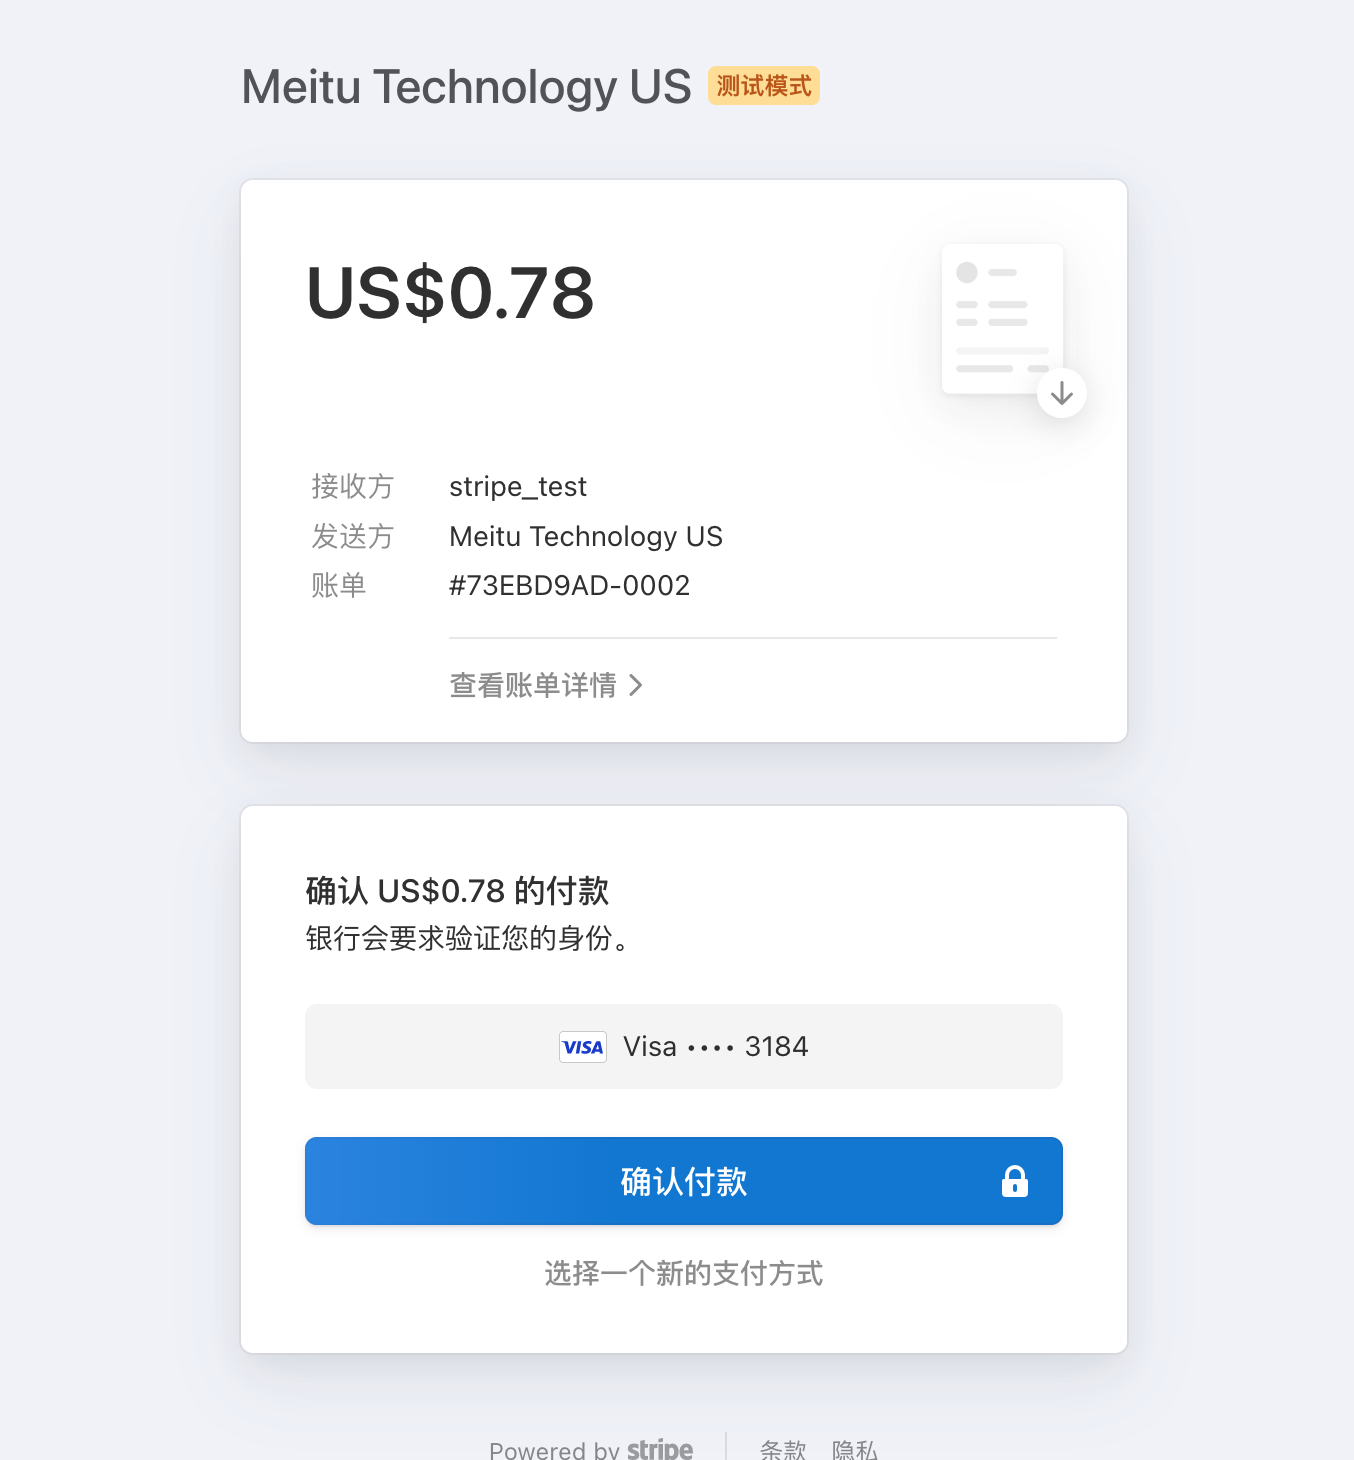 Meitu Technology US 测试模式
US$0.78
接收方 stripe_test
发送方 Meitu Technology US
账单 #73EBD9AD-0002
查看账单详情
确认 US$0.78 的付款
银行会要求验证您的身份。
VISA Visa •••• 3184
确认付款
选择一个新的支付方式
Powered by stripe 条款 隐私